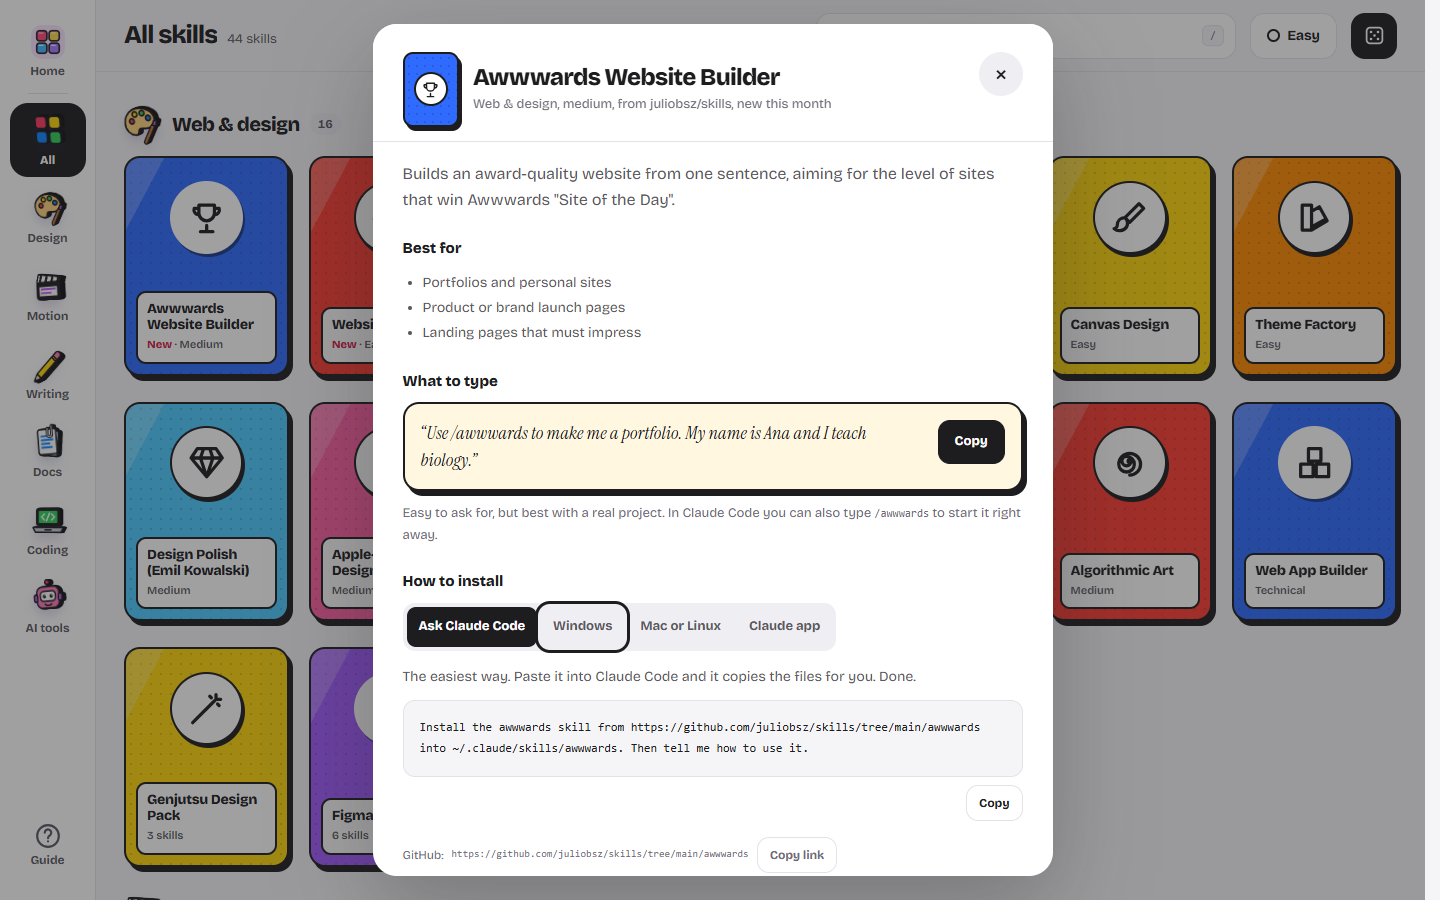 Home
All
Design
Motion
Writing
Docs
Coding
AI tools
Guide
All skills 44 skills
/
Easy
Web & design 16
Awwwards
Website Builder
New · Medium
New
Canvas Design
Easy
Theme Factory
Easy
Design Polish
(Emil Kowalski)
Medium
Medium
Algorithmic Art
Medium
Web App Builder
Technical
Genjutsu Design
Pack
3 skills
6 skills
Awwwards Website Builder
Web & design, medium, from juliobsz/skills, new this month
×
Builds an award-quality website from one sentence, aiming for the level of sites
that win Awwwards "Site of the Day".
Best for
• Portfolios and personal sites
• Product or brand launch pages
• Landing pages that must impress
What to type
“Use /awwwards to make me a portfolio. My name is Ana and I teach
biology.”
Copy
Easy to ask for, but best with a real project. In Claude Code you can also type /awwwards to start it right
away.
How to install
Ask Claude Code Windows Mac or Linux Claude app
The easiest way. Paste it into Claude Code and it copies the files for you. Done.
Install the awwwards skill from https://github.com/juliobsz/skills/tree/main/awwwards
into ~/.claude/skills/awwwards. Then tell me how to use it.
Copy
GitHub: https://github.com/juliobsz/skills/tree/main/awwwards Copy link